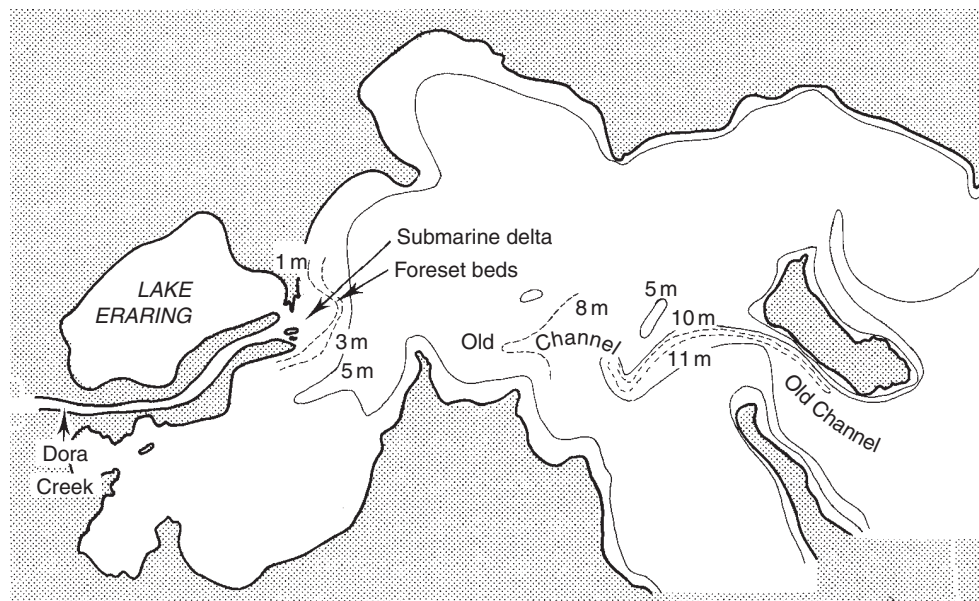 Submarine delta
1 m
Foreset beds
LAKE
ERARING
5 m
8 m
10 m
Old
Channel
3 m
11 m
5 m
Old Channel
Dora
Creek